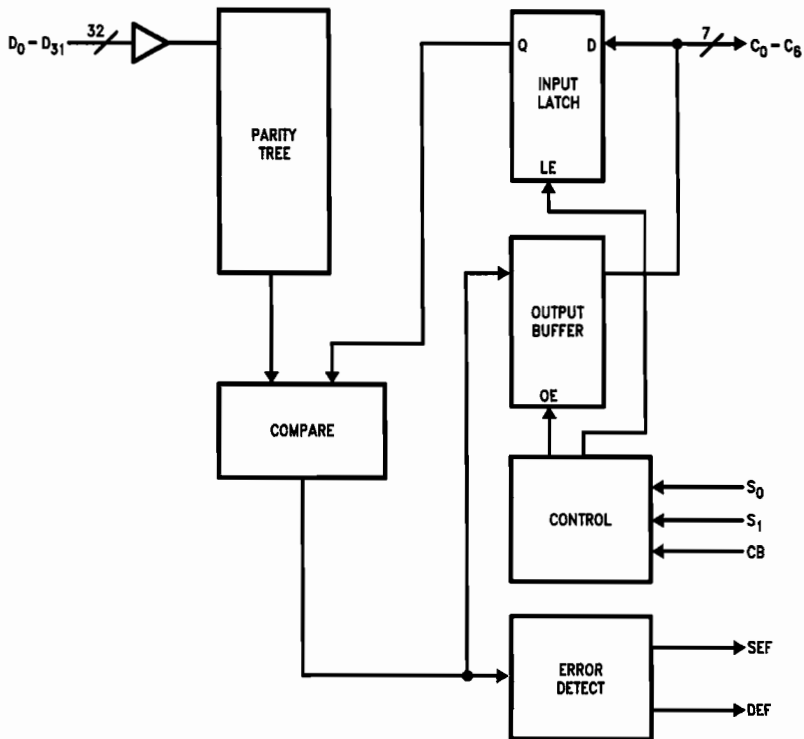 D₀–D₃₁
32
PARITY
TREE
Q
D
INPUT
LATCH
LE
7
C₀–C₆
OUTPUT
BUFFER
OE
COMPARE
CONTROL
S₀
S₁
CB
ERROR
DETECT
SEF
DEF